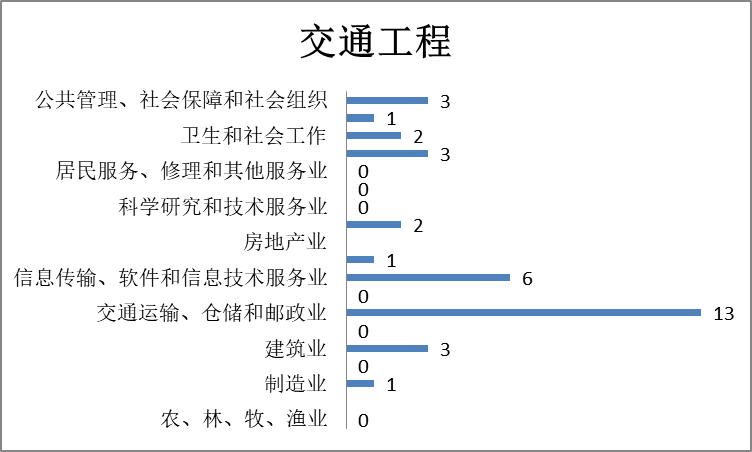 交通工程
公共管理、社会保障和社会组织 3
1
卫生和社会工作 2
3
居民服务、修理和其他服务业 0
0
科学研究和技术服务业 0
2
房地产业
1
信息传输、软件和信息技术服务业 6
0
交通运输、仓储和邮政业 13
0
建筑业 3
0
制造业 1
农、林、牧、渔业 0